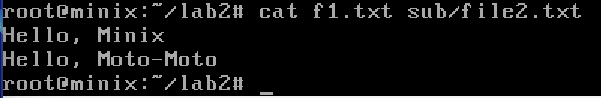 root@minix:~/lab2# cat f1.txt sub/file2.txt
Hello, Minix
Hello, Moto-Moto
root@minix:~/lab2# _